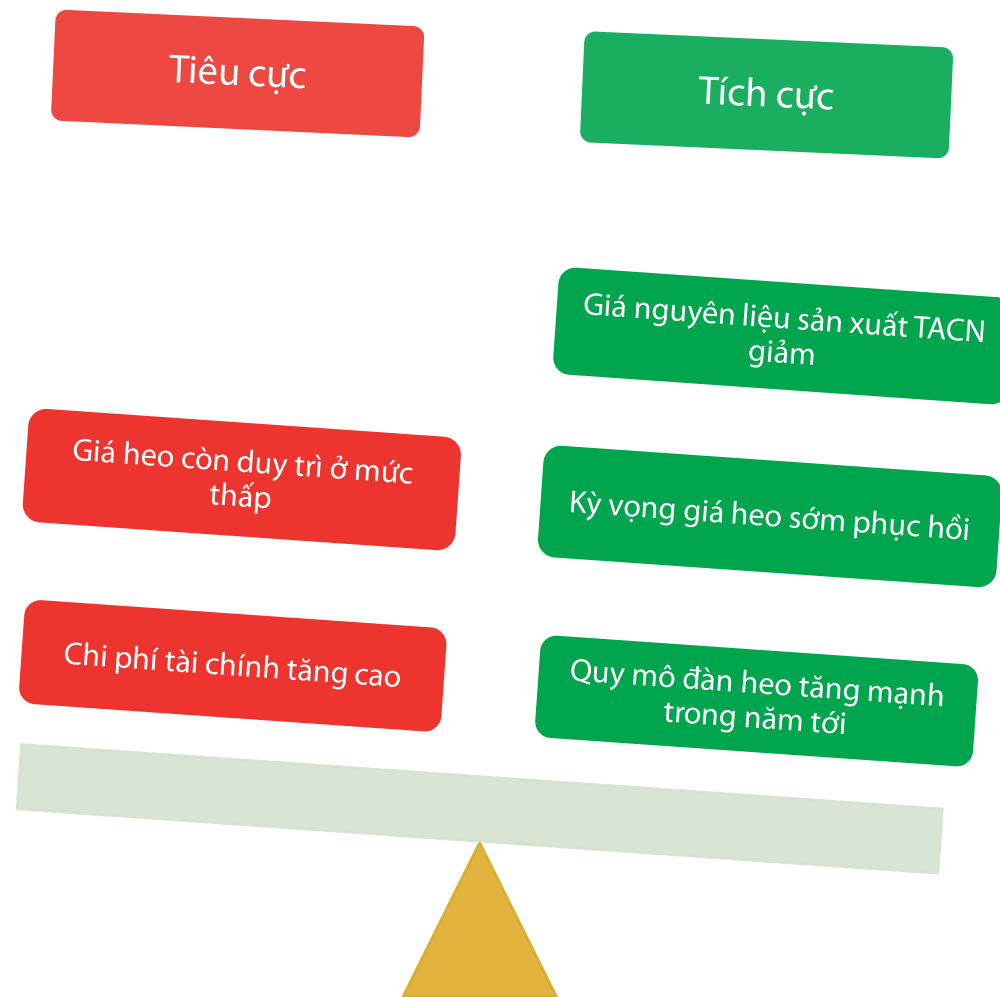 Tiêu cực
Tích cực
Giá nguyên liệu sản xuất TACN
giảm
Giá heo còn duy trì ở mức
thấp
Kỳ vọng giá heo sớm phục hồi
Chi phí tài chính tăng cao
Quy mô đàn heo tăng mạnh
trong năm tới